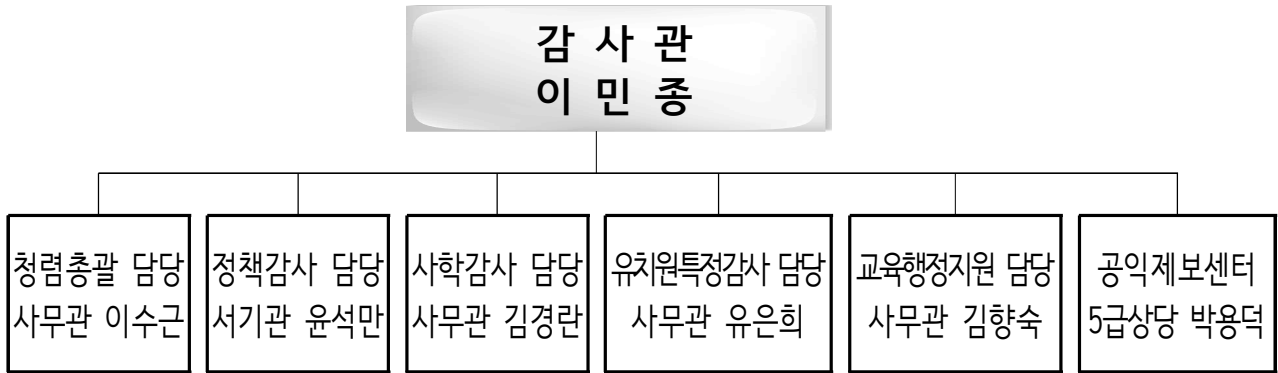 감 사 관
이 민 종
청렴총괄 담당
사무관 이수근
정책감사 담당
서기관 윤석만
사학감사 담당
사무관 김경란
유치원특정감사 담당
사무관 유은희
교육행정지원 담당
사무관 김향숙
공익제보센터
5급상당 박용덕